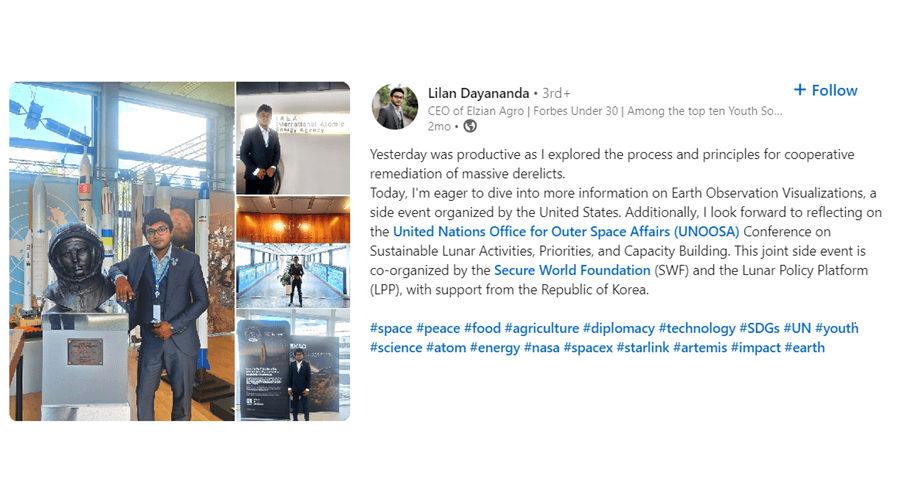 I A E A
International Atomic
Energy Agency
Lilan Dayananda • 3rd+
+ Follow
CEO of Elzian Agro | Forbes Under 30 | Among the top ten Youth So...
2mo •
Yesterday was productive as I explored the process and principles for cooperative
remediation of massive derelicts.
Today, I'm eager to dive into more information on Earth Observation Visualizations, a
side event organized by the United States. Additionally, I look forward to reflecting on
the United Nations Office for Outer Space Affairs (UNOOSA) Conference on
Sustainable Lunar Activities, Priorities, and Capacity Building. This joint side event is
co-organized by the Secure World Foundation (SWF) and the Lunar Policy Platform
(LPP), with support from the Republic of Korea.
#space #peace #food #agriculture #diplomacy #technology #SDGs #UN #youth
#science #atom #energy #nasa #spacex #starlink #artemis #impact #earth